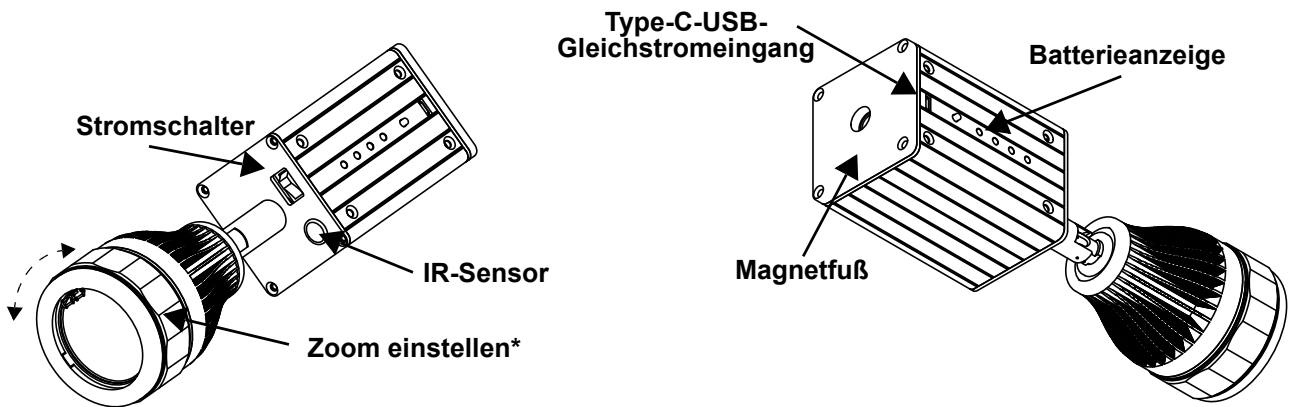 Type-C-USB-
Gleichstromeingang
Batterieanzeige
Stromschalter
IR-Sensor
Magnetfuß
Zoom einstellen*